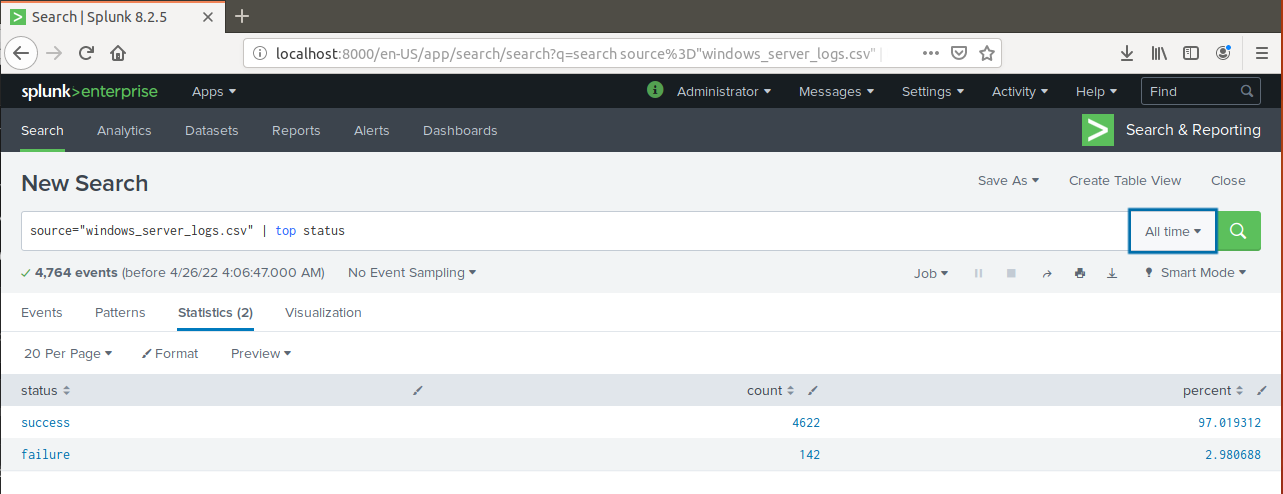 Search | Splunk 8.2.5
localhost:8000/en-US/app/search/search?q=search source%3D"windows_server_logs.csv" |
splunk>enterprise Apps Administrator Messages Settings Activity Help Find
Search Analytics Datasets Reports Alerts Dashboards Search & Reporting
New Search Save As Create Table View Close
source="windows_server_logs.csv" | top status All time
4,764 events (before 4/26/22 4:06:47.000 AM) No Event Sampling Job Smart Mode
Events Patterns Statistics (2) Visualization
20 Per Page Format Preview
status count percent
success 4622 97.019312
failure 142 2.980688